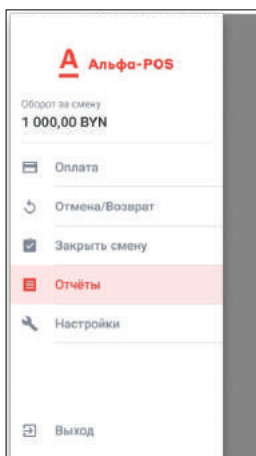 Альфа-POS
Оборот за смену
1 000,00 BYN
Оплата
Отмена/Возврат
Закрыть смену
Отчёты
Настройки
Выход